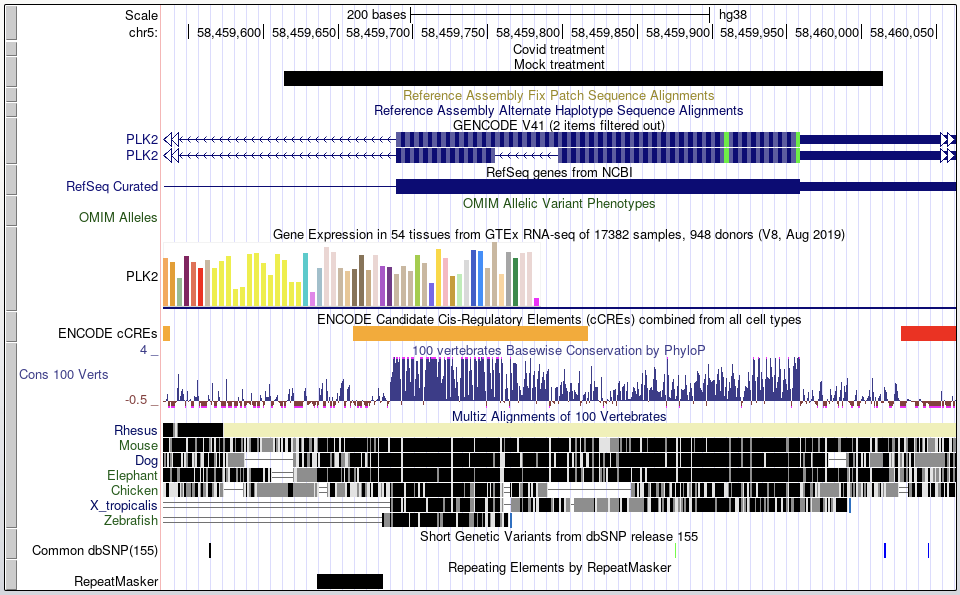 Scale 200 bases hg38
chr5: 58,459,600 58,459,650 58,459,700 58,459,750 58,459,800 58,459,850 58,459,900 58,459,950 58,460,000 58,460,050
Covid treatment
Mock treatment
Reference Assembly Fix Patch Sequence Alignments
Reference Assembly Alternate Haplotype Sequence Alignments
GENCODE V41 (2 items filtered out)
PLK2
PLK2
RefSeq genes from NCBI
RefSeq Curated
OMIM Allelic Variant Phenotypes
OMIM Alleles
Gene Expression in 54 tissues from GTEx RNA-seq of 17382 samples, 948 donors (V8, Aug 2019)
PLK2
ENCODE Candidate Cis-Regulatory Elements (cCREs) combined from all cell types
ENCODE cCREs
4 _ 100 vertebrates Basewise Conservation by PhyloP
Cons 100 Verts
-0.5 _
Multiz Alignments of 100 Vertebrates
Rhesus
Mouse
Dog
Elephant
Chicken
X_tropicalis
Zebrafish
Short Genetic Variants from dbSNP release 155
Common dbSNP(155)
Repeating Elements by RepeatMasker
RepeatMasker